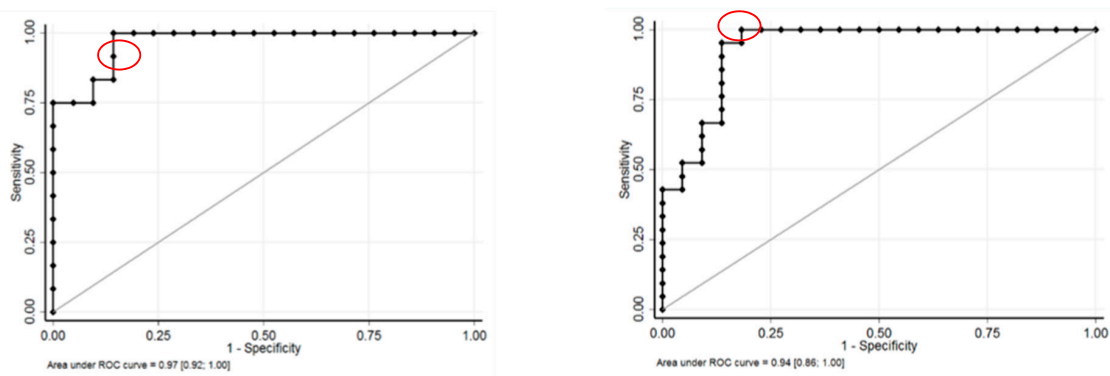 1.00
0.75
0.50
0.25
0.00
Sensitivity
0.00 0.25 0.50 0.75 1.00
1 - Specificity
Area under ROC curve = 0.97 [0.92; 1.00]
1.00
0.75
0.50
0.25
0.00
Sensitivity
0.00 0.25 0.50 0.75 1.00
1 - Specificity
Area under ROC curve = 0.94 [0.86; 1.00]